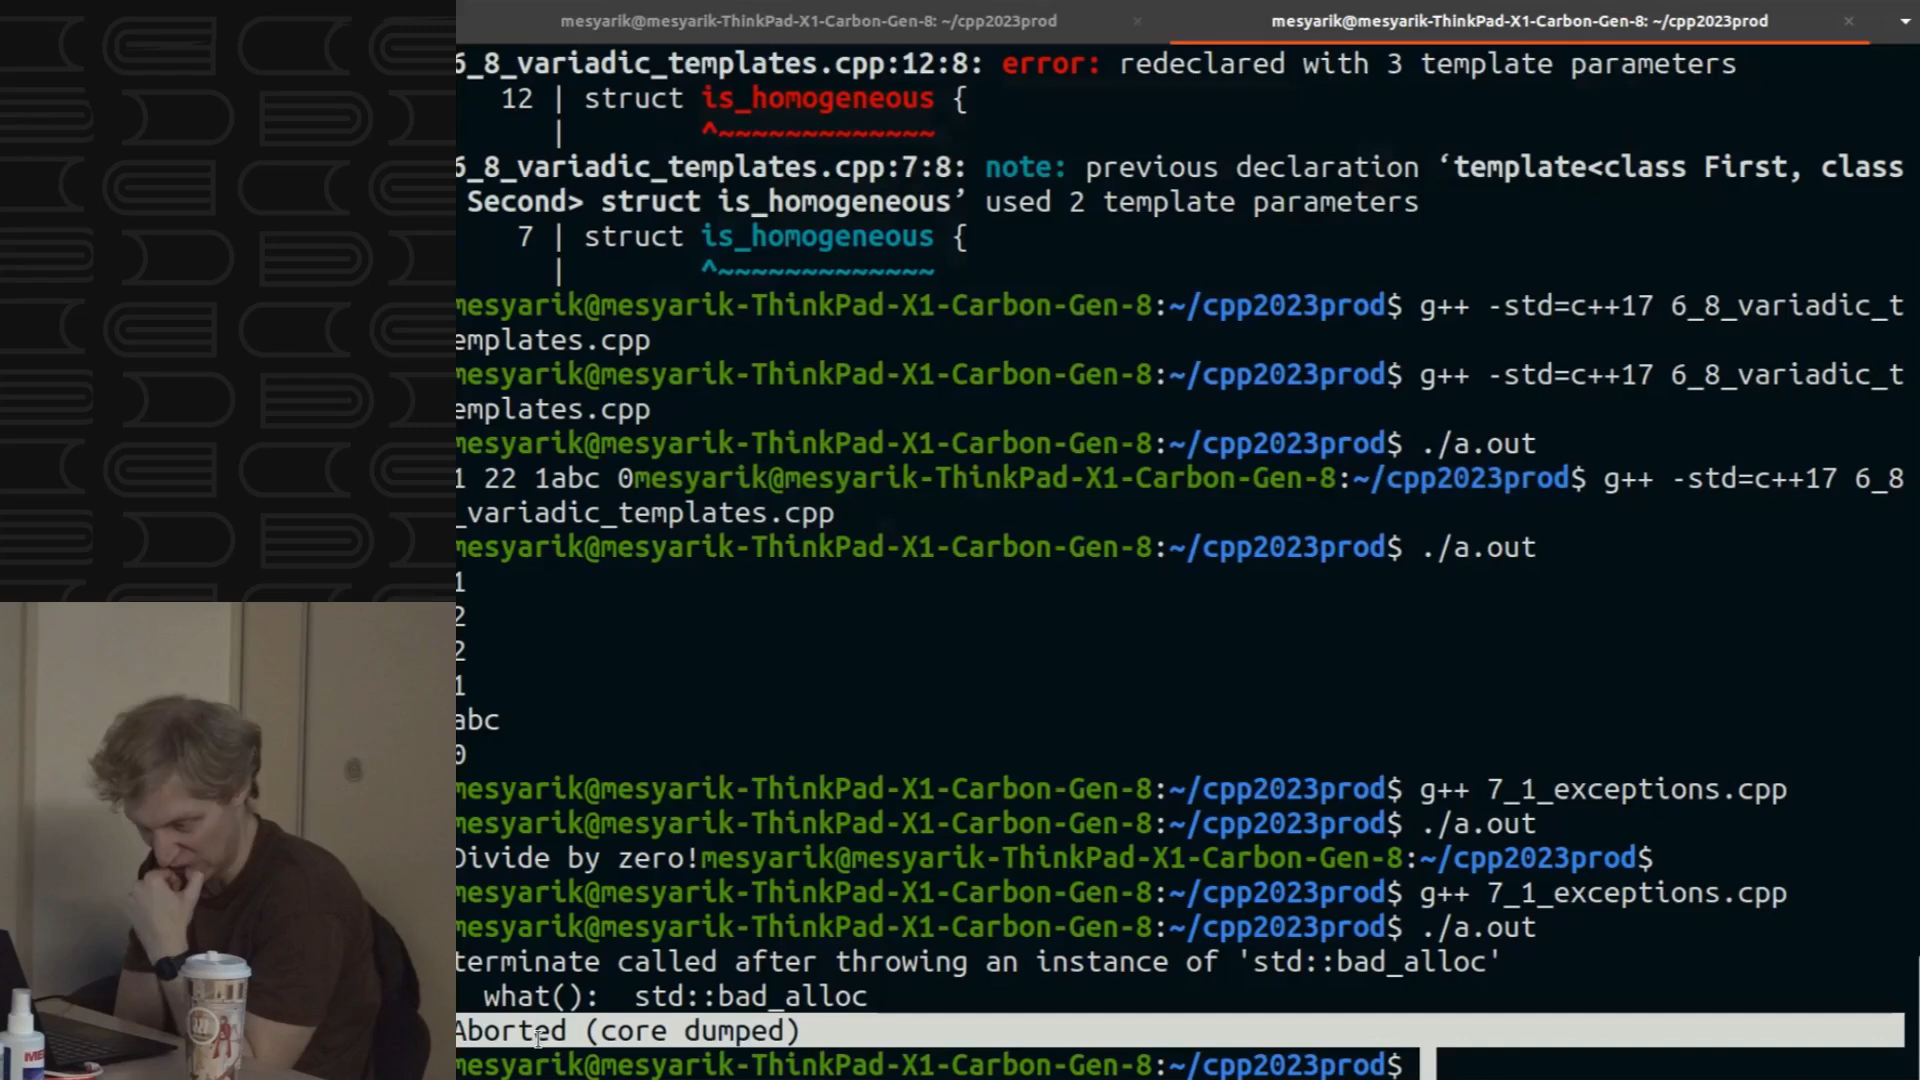 mesyarik@mesyarik-ThinkPad-X1-Carbon-Gen-8: ~/cpp2023prod × mesyarik@mesyarik-ThinkPad-X1-Carbon-Gen-8: ~/cpp2023prod ×
6_8_variadic_templates.cpp:12:8: error: redeclared with 3 template parameters
12 | struct is_homogeneous {
| ^~~~~~~~~~~~~~
6_8_variadic_templates.cpp:7:8: note: previous declaration ‘template<class First, class
Second> struct is_homogeneous’ used 2 template parameters
7 | struct is_homogeneous {
| ^~~~~~~~~~~~~~
mesyarik@mesyarik-ThinkPad-X1-Carbon-Gen-8:~/cpp2023prod$ g++ -std=c++17 6_8_variadic_t
emplates.cpp
mesyarik@mesyarik-ThinkPad-X1-Carbon-Gen-8:~/cpp2023prod$ g++ -std=c++17 6_8_variadic_t
emplates.cpp
mesyarik@mesyarik-ThinkPad-X1-Carbon-Gen-8:~/cpp2023prod$ ./a.out
1 22 1abc 0mesyarik@mesyarik-ThinkPad-X1-Carbon-Gen-8:~/cpp2023prod$ g++ -std=c++17 6_8
_variadic_templates.cpp
mesyarik@mesyarik-ThinkPad-X1-Carbon-Gen-8:~/cpp2023prod$ ./a.out
1
2
2
1
abc
0
mesyarik@mesyarik-ThinkPad-X1-Carbon-Gen-8:~/cpp2023prod$ g++ 7_1_exceptions.cpp
mesyarik@mesyarik-ThinkPad-X1-Carbon-Gen-8:~/cpp2023prod$ ./a.out
Divide by zero!mesyarik@mesyarik-ThinkPad-X1-Carbon-Gen-8:~/cpp2023prod$
mesyarik@mesyarik-ThinkPad-X1-Carbon-Gen-8:~/cpp2023prod$ g++ 7_1_exceptions.cpp
mesyarik@mesyarik-ThinkPad-X1-Carbon-Gen-8:~/cpp2023prod$ ./a.out
terminate called after throwing an instance of 'std::bad_alloc'
what(): std::bad_alloc
Aborted (core dumped)
mesyarik@mesyarik-ThinkPad-X1-Carbon-Gen-8:~/cpp2023prod$